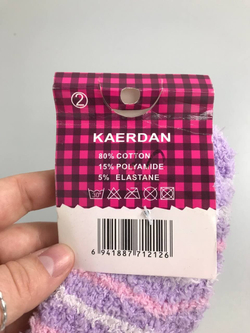 ②
KAERDAN
80% COTTON
15% POLYAMIDE
5% ELASTANE
6 941887 712126